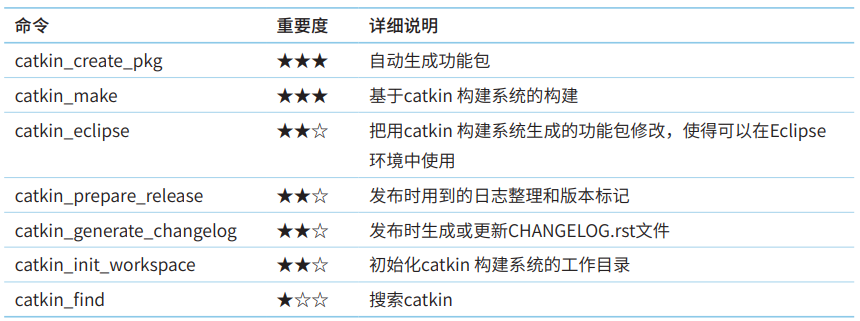 命令 重要度 详细说明
catkin_create_pkg ★★★ 自动生成功能包
catkin_make ★★★ 基于catkin 构建系统的构建
catkin_eclipse ★★☆ 把用catkin 构建系统生成的功能包修改，使得可以在Eclipse
环境中使用
catkin_prepare_release ★★☆ 发布时用到的日志整理和版本标记
catkin_generate_changelog ★★☆ 发布时生成或更新CHANGELOG.rst文件
catkin_init_workspace ★★☆ 初始化catkin 构建系统的工作目录
catkin_find ★☆☆ 搜索catkin